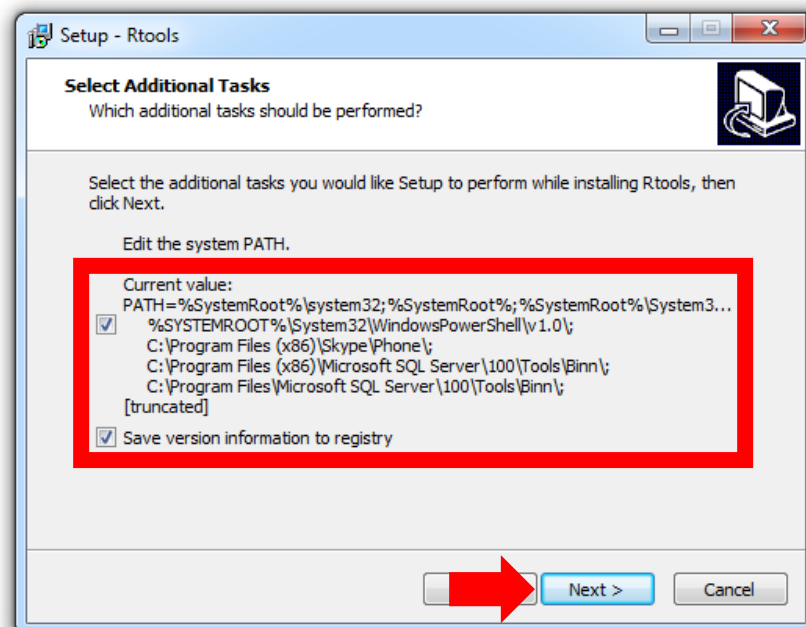 Setup - Rtools
Select Additional Tasks
Which additional tasks should be performed?
Select the additional tasks you would like Setup to perform while installing Rtools, then
click Next.
Edit the system PATH.
Current value:
PATH=%SystemRoot%\system32;%SystemRoot%;%SystemRoot%\System3...
%SYSTEMROOT%\System32\WindowsPowerShell\v1.0\;
C:\Program Files (x86)\Skype\Phone\;
C:\Program Files (x86)\Microsoft SQL Server\100\Tools\Binn\;
C:\Program Files\Microsoft SQL Server\100\Tools\Binn\;
[truncated]
Save version information to registry
Next >
Cancel